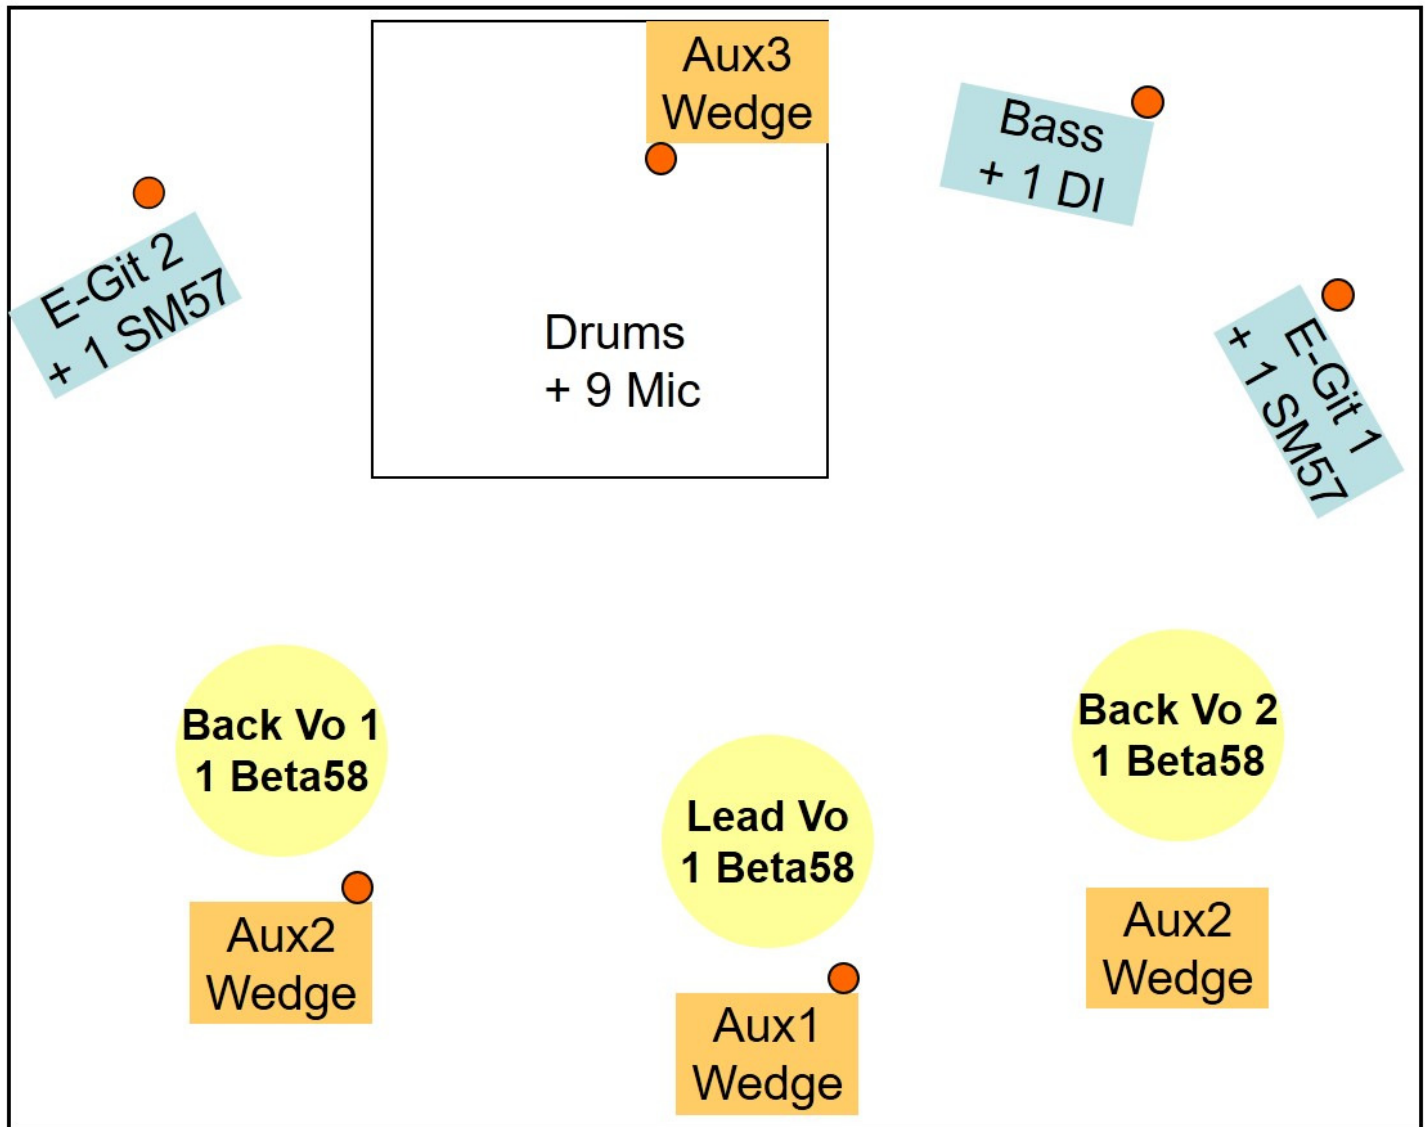 Aux3
Wedge
Bass
+ 1 DI
E-Git 2
+ 1 SM57
E-Git 1
+ 1 SM57
Drums
+ 9 Mic
Back Vo 1
1 Beta58
Lead Vo
1 Beta58
Back Vo 2
1 Beta58
Aux2
Wedge
Aux1
Wedge
Aux2
Wedge